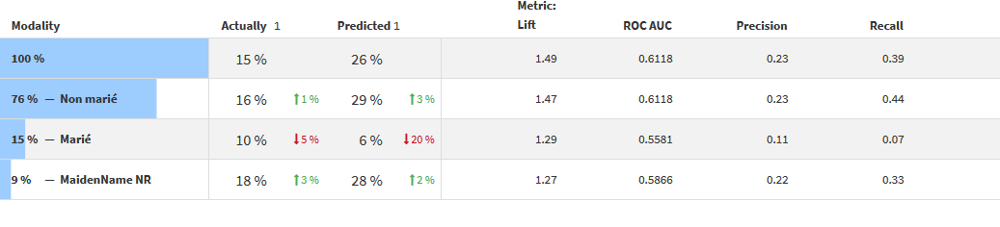 Metric:
Modality Actually 1 Predicted 1 Lift ROC AUC Precision Recall
100 % 15 % 26 % 1.49 0.6118 0.23 0.39
76 % — Non marié 16 % ↑1 % 29 % ↑3 % 1.47 0.6118 0.23 0.44
15 % — Marié 10 % ↓5 % 6 % ↓20 % 1.29 0.5581 0.11 0.07
9 % — MaidenName NR 18 % ↑3 % 28 % ↑2 % 1.27 0.5866 0.22 0.33